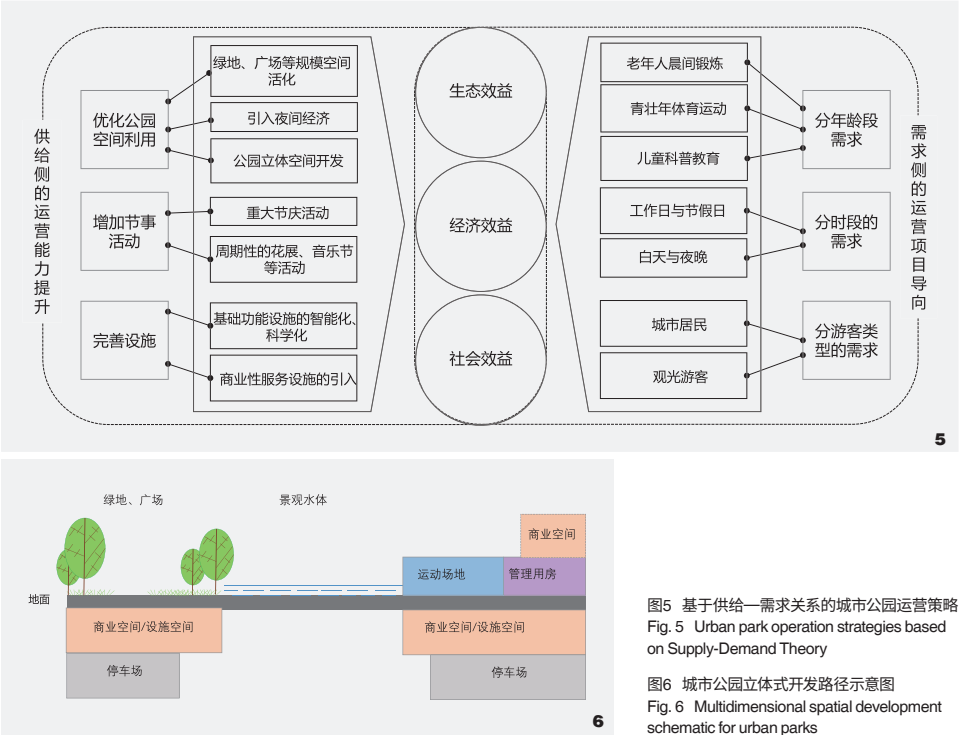 供给侧的运营能力提升
优化公园
空间利用
绿地、广场等规模空间
活化
引入夜间经济
公园立体空间开发
增加节事
活动
重大节庆活动
周期性的花展、音乐节
等活动
完善设施
基础功能设施的智能化、
科学化
商业性服务设施的引入
生态效益
经济效益
社会效益
老年人晨间锻炼
青壮年体育运动
儿童科普教育
分年龄段
需求
工作日与节假日
白天与夜晚
分时段的
需求
城市居民
观光游客
分游客类
型的需求
需求侧的运营项目导向
5
绿地、广场
景观水体
商业空间
运动场地
管理用房
地面
商业空间/设施空间
商业空间/设施空间
停车场
停车场
6
图5 基于供给—需求关系的城市公园运营策略
Fig. 5 Urban park operation strategies based
on Supply-Demand Theory
图6 城市公园立体式开发路径示意图
Fig. 6 Multidimensional spatial development
schematic for urban parks